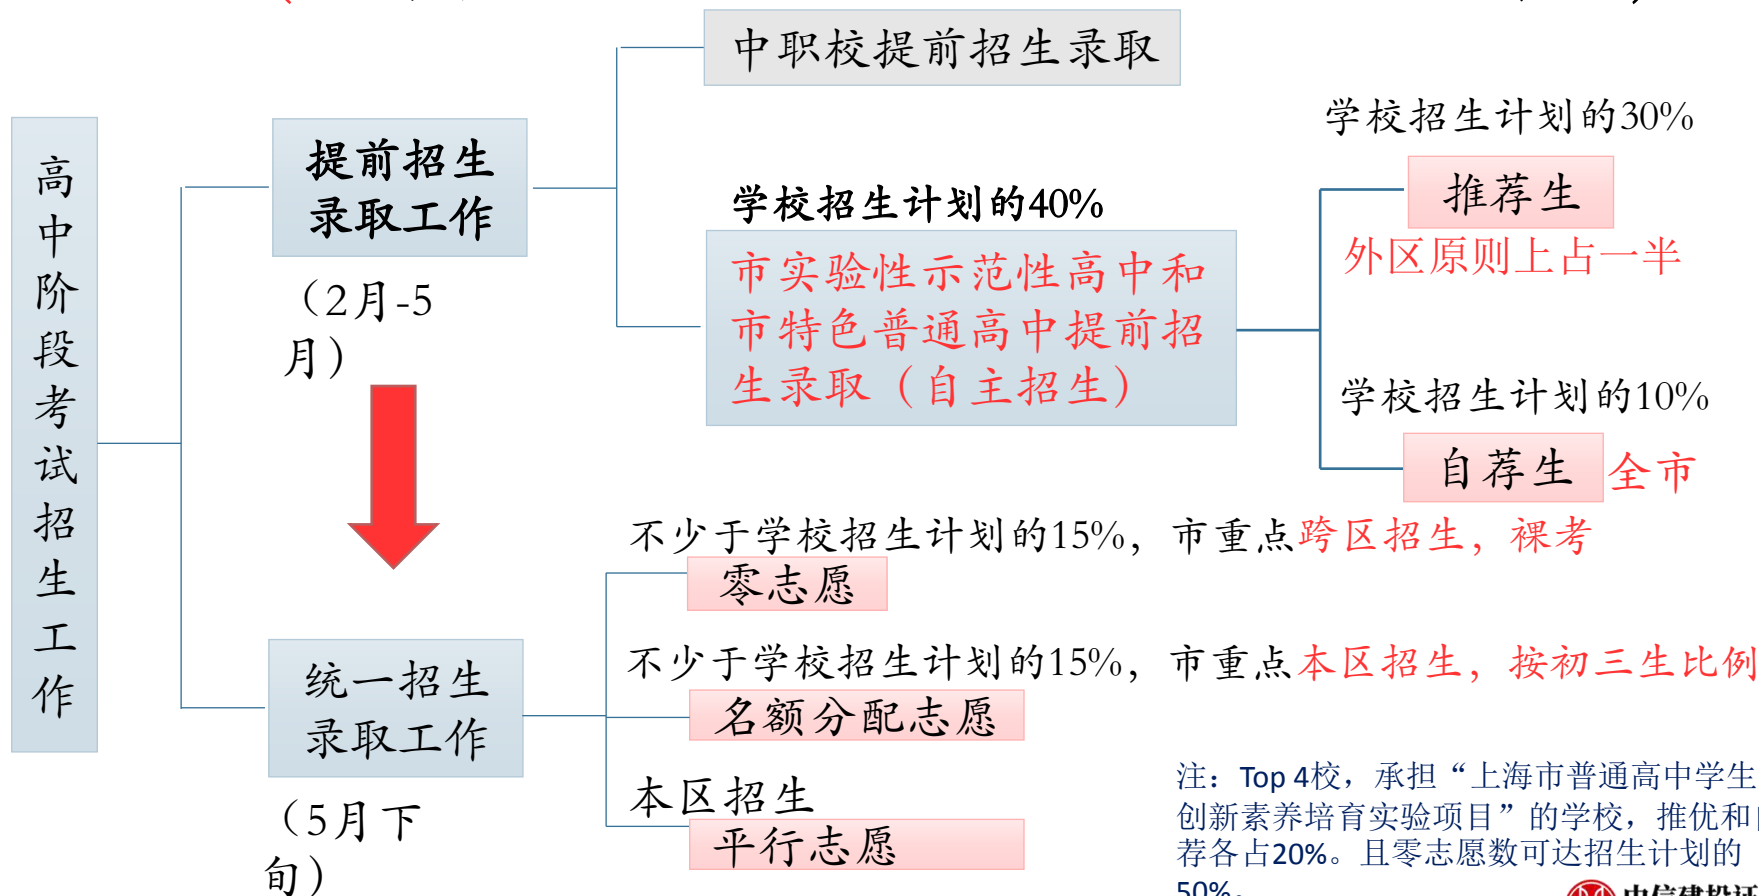 中职校提前招生录取
学校招生计划的30%
推荐生
外区原则上占一半
高中阶段考试招生工作
提前招生
录取工作
（2月-5
月）
学校招生计划的40%
市实验性示范性高中和
市特色普通高中提前招
生录取（自主招生）
学校招生计划的10%
自荐生 全市
不少于学校招生计划的15%，市重点跨区招生，裸考
零志愿
统一招生
录取工作
（5月下
旬）
不少于学校招生计划的15%，市重点本区招生，按初三生比例
名额分配志愿
本区招生
平行志愿
注：Top 4校，承担“上海市普通高中学生
创新素养培育实验项目”的学校，推优和
荐各占20%。且零志愿数可达招生计划的
50%。
中信建投证